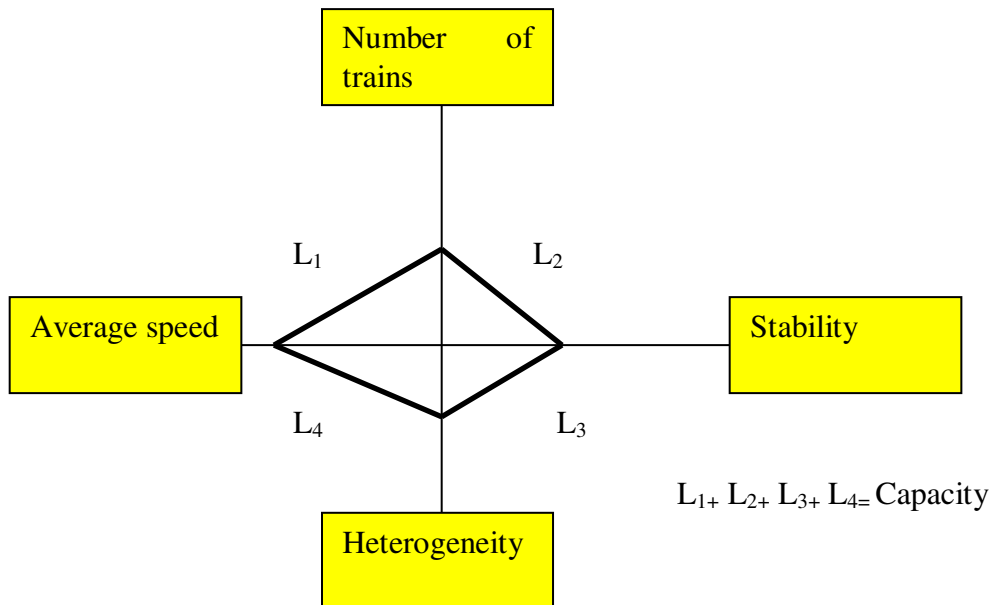 Number of
trains
L₁
L₂
Average speed
Stability
L₄
L₃
L₁₊ L₂₊ L₃₊ L₄₌ Capacity
Heterogeneity